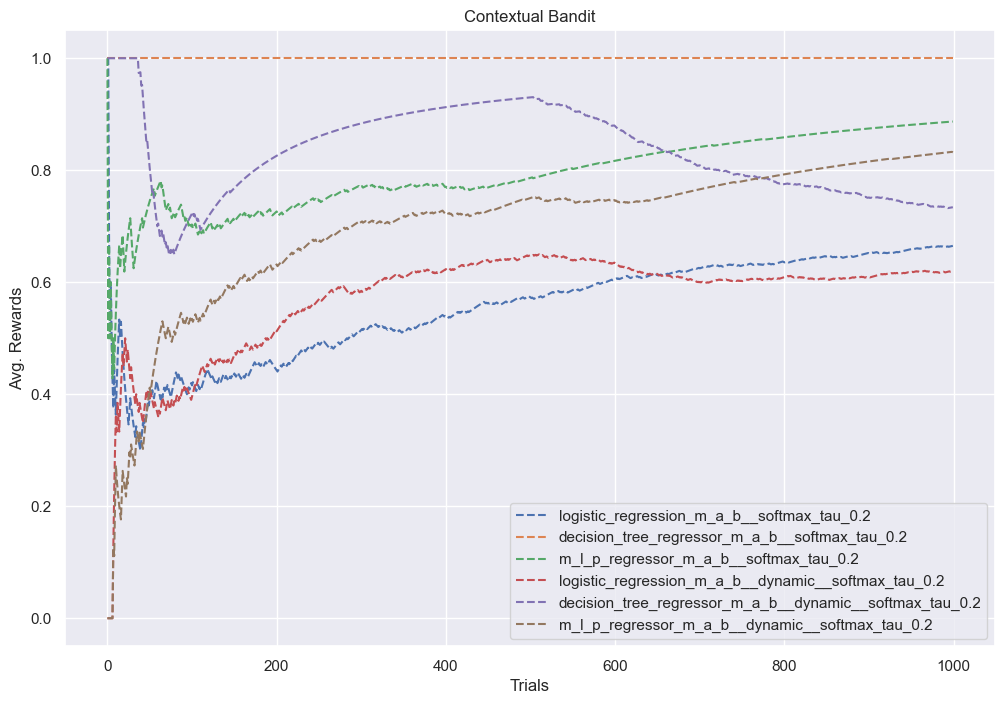 Contextual Bandit
1.0
0.8
0.6
0.4
0.2
0.0
Avg. Rewards
0
200
400
600
800
1000
Trials
logistic_regression_m_a_b__softmax_tau_0.2
decision_tree_regressor_m_a_b__softmax_tau_0.2
m_l_p_regressor_m_a_b__softmax_tau_0.2
logistic_regression_m_a_b__dynamic__softmax_tau_0.2
decision_tree_regressor_m_a_b__dynamic__softmax_tau_0.2
m_l_p_regressor_m_a_b__dynamic__softmax_tau_0.2